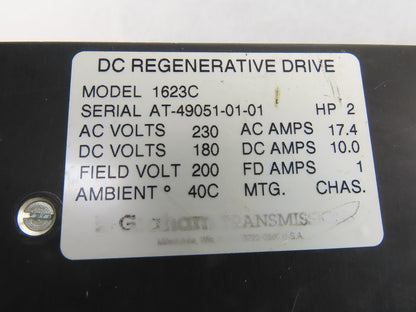 DC REGENERATIVE DRIVE
MODEL 1623C
SERIAL AT-49051-01-01 HP 2
AC VOLTS 230 AC AMPS 17.4
DC VOLTS 180 DC AMPS 10.0
FIELD VOLT 200 FD AMPS 1
AMBIENT ° 40C MTG. CHAS.
Graham